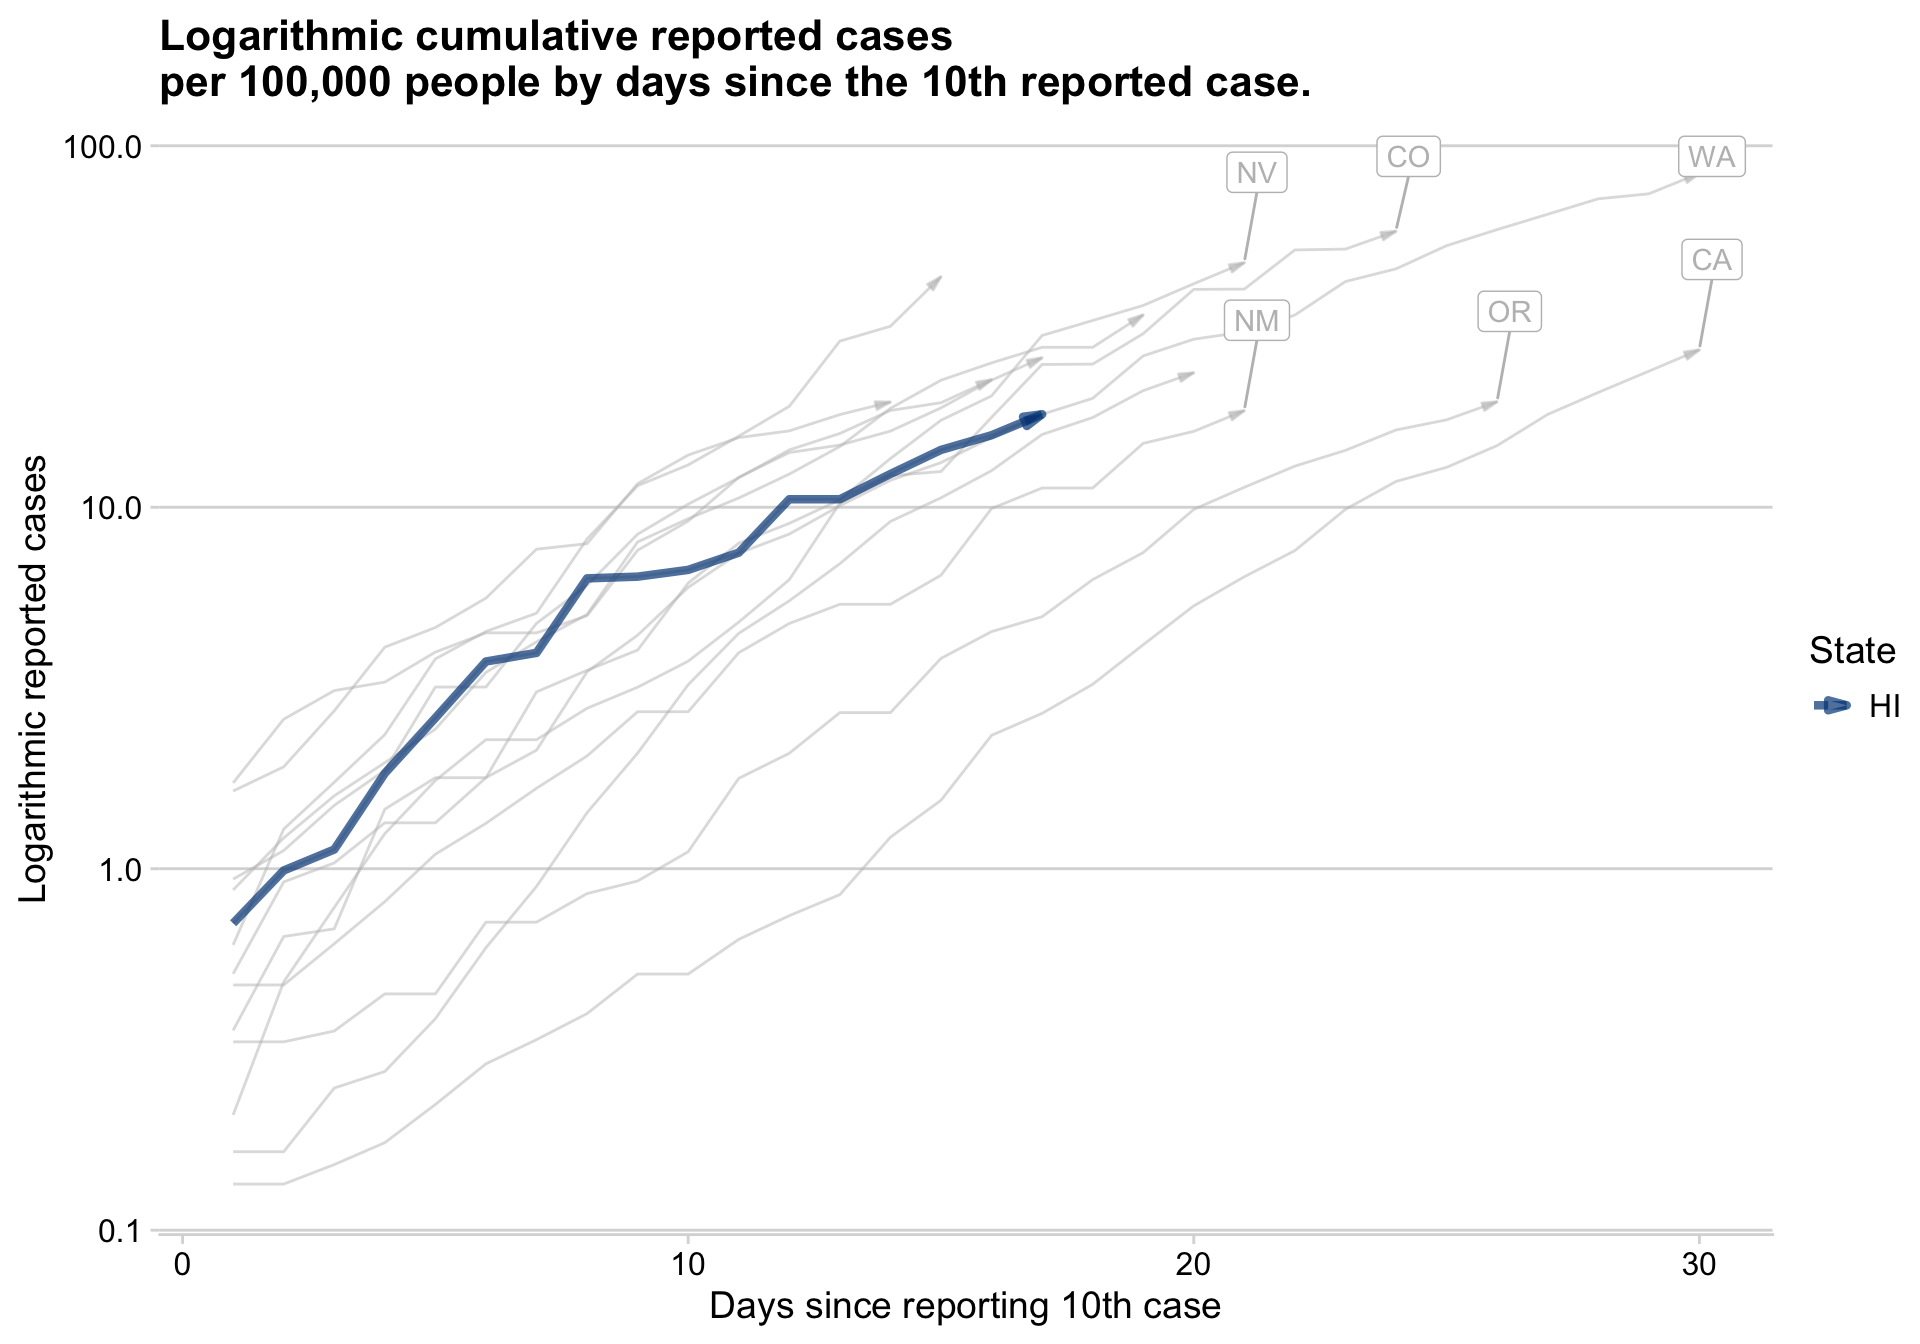 Logarithmic cumulative reported cases
per 100,000 people by days since the 10th reported case.
Logarithmic reported cases
100.0
10.0
1.0
0.1
NV
CO
WA
CA
NM
OR
State
HI
0
10
20
30
Days since reporting 10th case